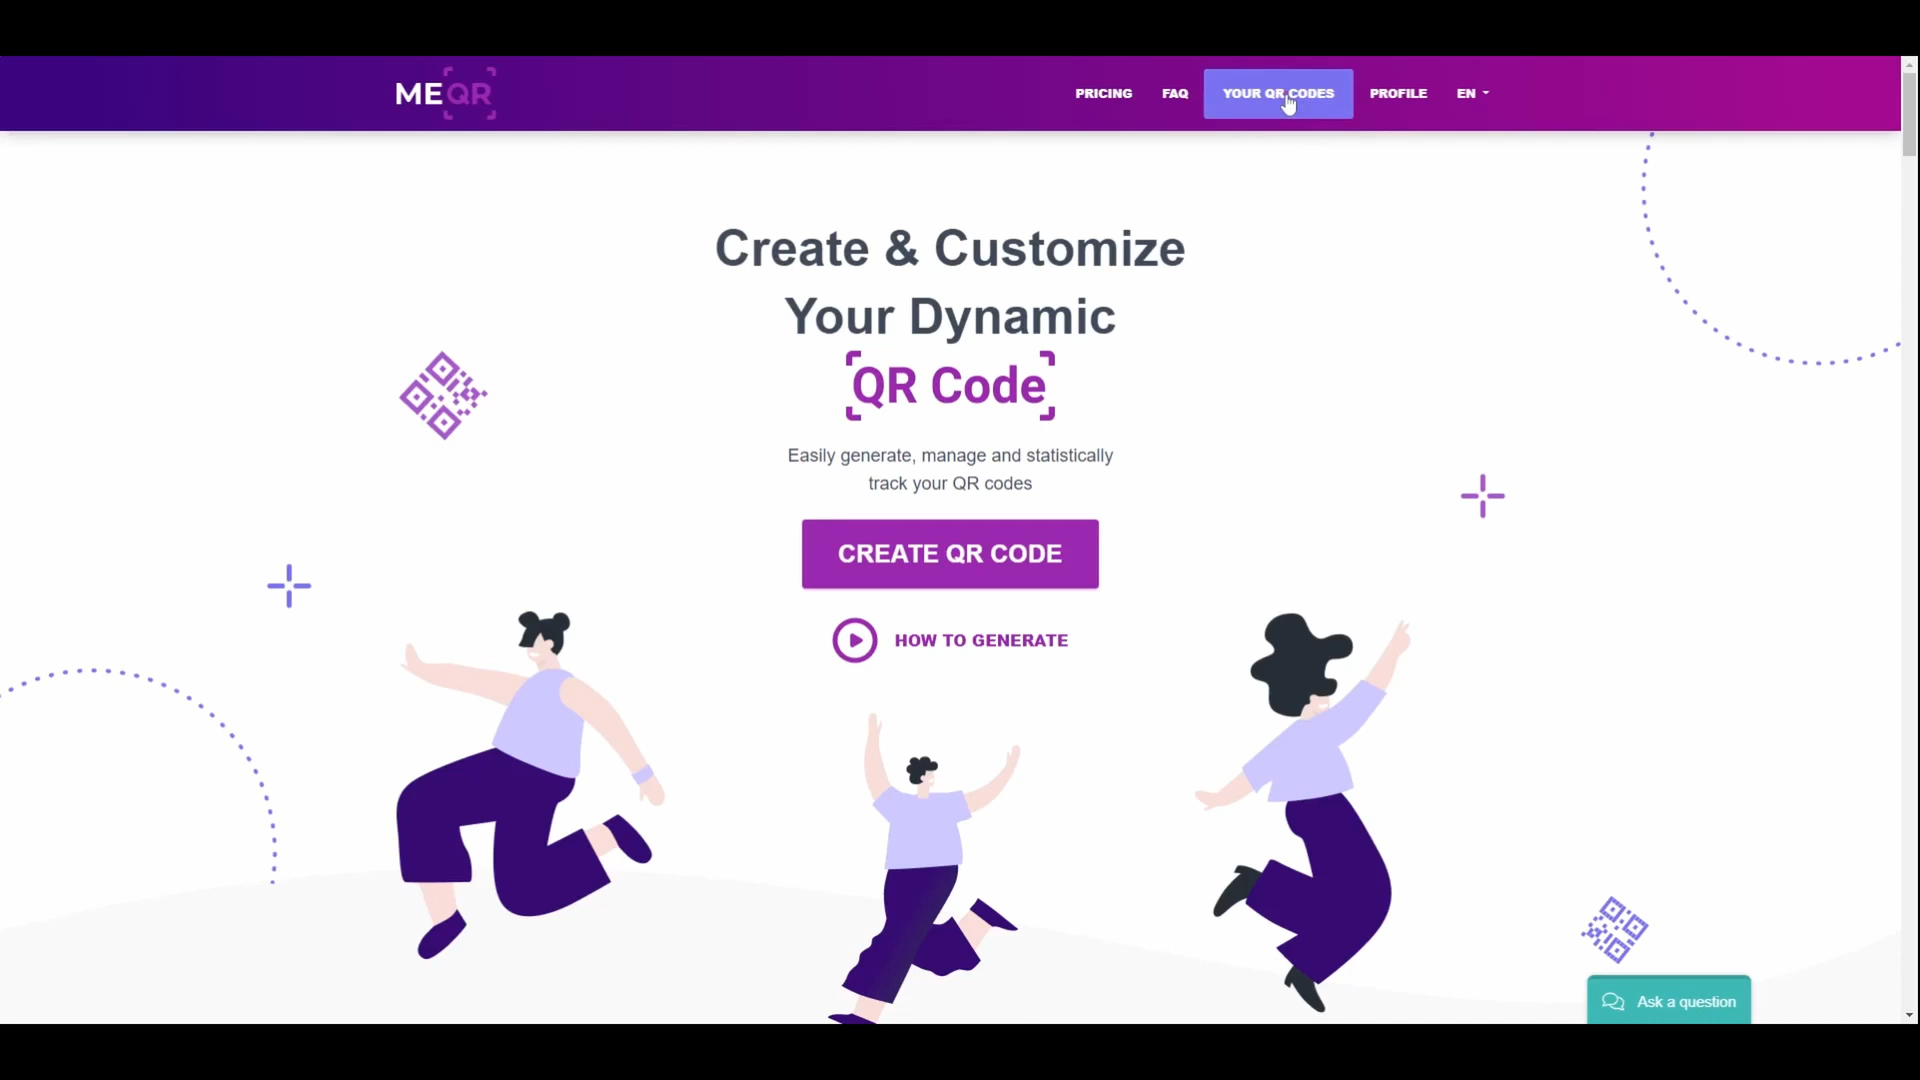 MEQR
PRICING
FAQ
YOUR QR CODES
PROFILE
EN
Create & Customize
Your Dynamic
QR Code
Easily generate, manage and statistically
track your QR codes
CREATE QR CODE
HOW TO GENERATE
Ask a question